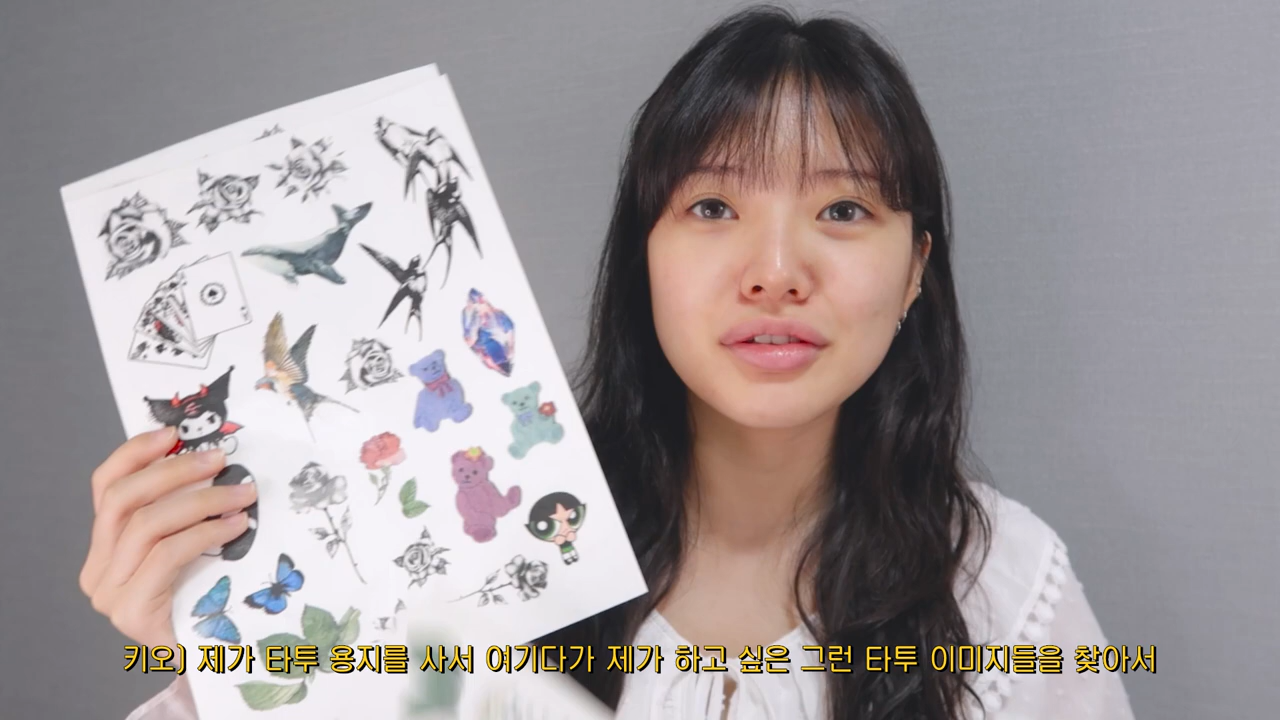 키오) 제가 타투 용지를 사서 여기다가 제가 하고 싶은 그런 타투 이미지들을 찾아서